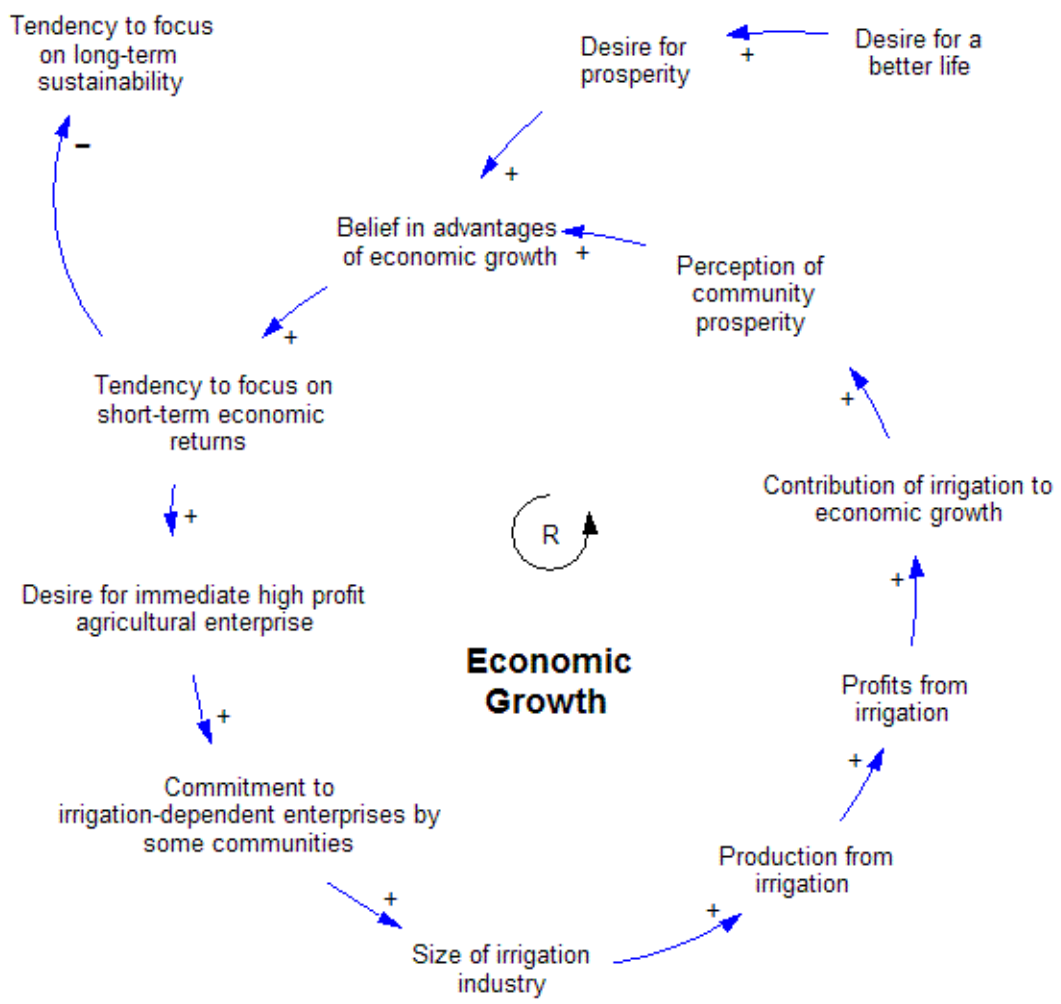 Tendency to focus
on long-term
sustainability
–
Desire for
prosperity
+
Desire for a
better life
+
Belief in advantages
of economic growth
+
Perception of
community
prosperity
+
Tendency to focus on
short-term economic
returns
+
+
Contribution of irrigation to
economic growth
R
Desire for immediate high profit
agricultural enterprise
+
+
Economic
Growth
Profits from
irrigation
+
Commitment to
irrigation-dependent enterprises by
some communities
+
Production from
irrigation
+
Size of irrigation
industry